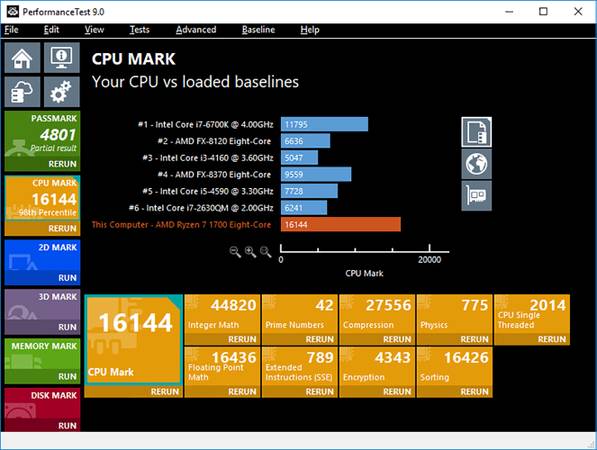 PerformanceTest 9.0
File Edit View Tests Advanced Baseline Help
PASSMARK
4801
Partial result
RERUN
CPU MARK
16144
98th Percentile
RERUN
2D MARK
RUN
3D MARK
RUN
MEMORY MARK
RUN
DISK MARK
RUN
CPU MARK
Your CPU vs loaded baselines
#1 - Intel Core i7-6700K @ 4.00GHz 11795
#2 - AMD FX-8120 Eight-Core 6636
#3 - Intel Core i3-4160 @ 3.60GHz 5047
#4 - AMD FX-8370 Eight-Core 9559
#5 - Intel Core i5-4590 @ 3.30GHz 7728
#6 - Intel Core i7-2630QM @ 2.00GHz 6241
This Computer - AMD Ryzen 7 1700 Eight-Core 16144
0 20000
CPU Mark
16144
CPU Mark
RERUN
44820
Integer Math
RERUN
42
Prime Numbers
RERUN
27556
Compression
RERUN
775
Physics
RERUN
2014
CPU Single
Threaded
RERUN
16436
Floating Point
Math
RERUN
789
Extended
Instructions (SSE)
RERUN
4343
Encryption
RERUN
16426
Sorting
RERUN